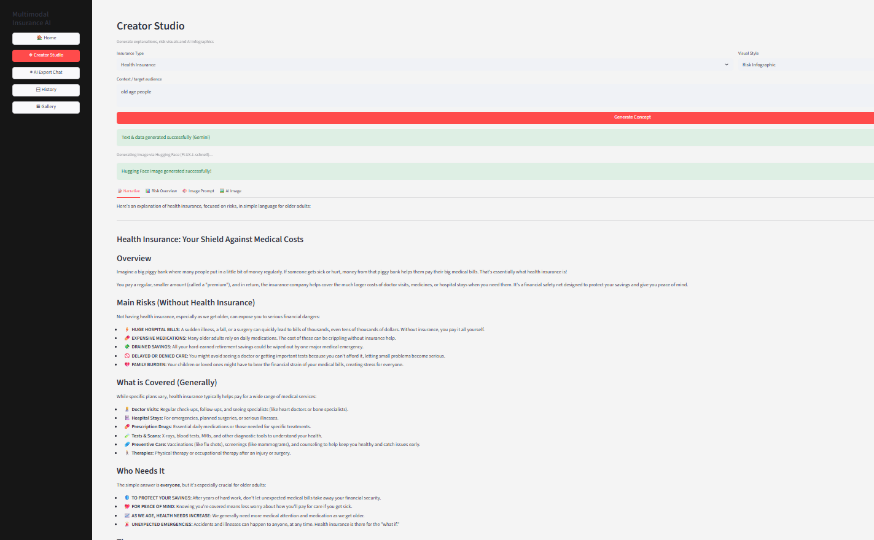 Multimodal
Insurance AI
Home
Creator Studio
AI Expert Chat
History
Gallery
Creator Studio
Generate explanations, risk visuals, and AI infographics.
Insurance Type
Visual Style
Health Insurance
Risk Infographic
Context / Target Audience
old age people
Generate Concept
Text & data generated successfully (Gemini)
Generating image via Hugging Face
Hugging Face image generated successfully!
Narrative
Risk Overview
Image Prompt
AI Image
Here's an explanation of health insurance, focused on risks, in simple language for older adults:
Health Insurance: Your Shield Against Medical Costs
Overview
Imagine a big piggy bank where many people put in a little bit of money regularly. If someone gets sick or hurt, money from that piggy bank helps them pay their big medical bills. That's essentially what health insurance is!
You pay a regular, smaller amount (called a "premium"), and in return, the insurance company helps cover the much larger costs of doctor visits, medicines, or hospital stays when you need them. It's a financial safety net designed to protect your savings and give you peace of mind.
Main Risks (Without Health Insurance)
Not having health insurance, especially as we get older, can expose you to serious financial dangers:
HUGE HOSPITAL BILLS: A sudden illness, a fall, or a surgery can quickly lead to bills of thousands, even tens of thousands of dollars. Without insurance, you pay it all yourself.
EXPENSIVE MEDICATIONS: Many older adults rely on daily medications. The cost of these can be crippling without insurance help.
DRAINED SAVINGS: All your hard-earned retirement savings could be wiped out by one major medical emergency.
DELAYED OR DENIED CARE: You might avoid seeing a doctor or getting important tests because you can't afford it, letting small problems become serious.
FAMILY BURDEN: Your children or loved ones might have to bear the financial strain of your medical bills, creating stress for everyone.
What is Covered (Generally)
While specific plans vary, health insurance typically helps pay for a wide range of medical services:
Doctor Visits: Regular check-ups, follow-ups, and seeing specialists (like heart doctors or bone specialists).
Hospital Stays: For emergencies, planned surgeries, or serious illnesses.
Prescription Drugs: Essential daily medications or those needed for specific treatments.
Tests & Scans: X-rays, blood tests, MRIs, and other diagnostic tools to understand your health.
Preventive Care: Vaccinations (like flu shots), screenings (like mammograms), and counseling to help keep you healthy and catch issues early.
Therapies: Physical therapy or occupational therapy after an injury or surgery.
Who Needs It
The simple answer is everyone, but it's especially crucial for older adults:
TO PROTECT YOUR SAVINGS: After years of hard work, don't let unexpected medical bills take away your financial security.
FOR PEACE OF MIND: Knowing you're covered means less worry about how you'll pay for care if you get sick.
AS WE AGE, HEALTH NEEDS INCREASE: We generally need more medical attention and medication as we get older.
UNEXPECTED EMERGENCIES: Accidents and illnesses can happen to anyone, at any time. Health insurance is there for the "what if."